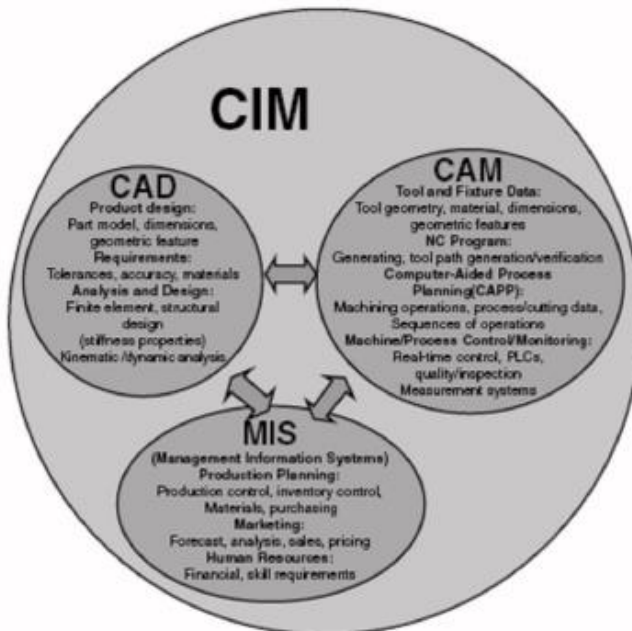 CIM
CAD
Product design:
Part model, dimensions,
geometric feature
Requirements:
Tolerances, accuracy, materials
Analysis and Design:
Finite element, structural
design
(stiffness properties)
Kinematic /dynamic analysis
CAM
Tool and Fixture Data:
Tool geometry, material, dimensions,
geometric features
NC Program:
Generating, tool path generation/verification
Computer-Aided Process
Planning(CAPP):
Machining operations, process/cutting data,
Sequences of operations
Machine/Process Control/Monitoring:
Real-time control, PLCs,
quality/inspection
Measurement systems
MIS
(Management Information Systems)
Production Planning:
Production control, inventory control,
Materials, purchasing
Marketing:
Forecast, analysis, sales, pricing
Human Resources:
Financial, skill requirements